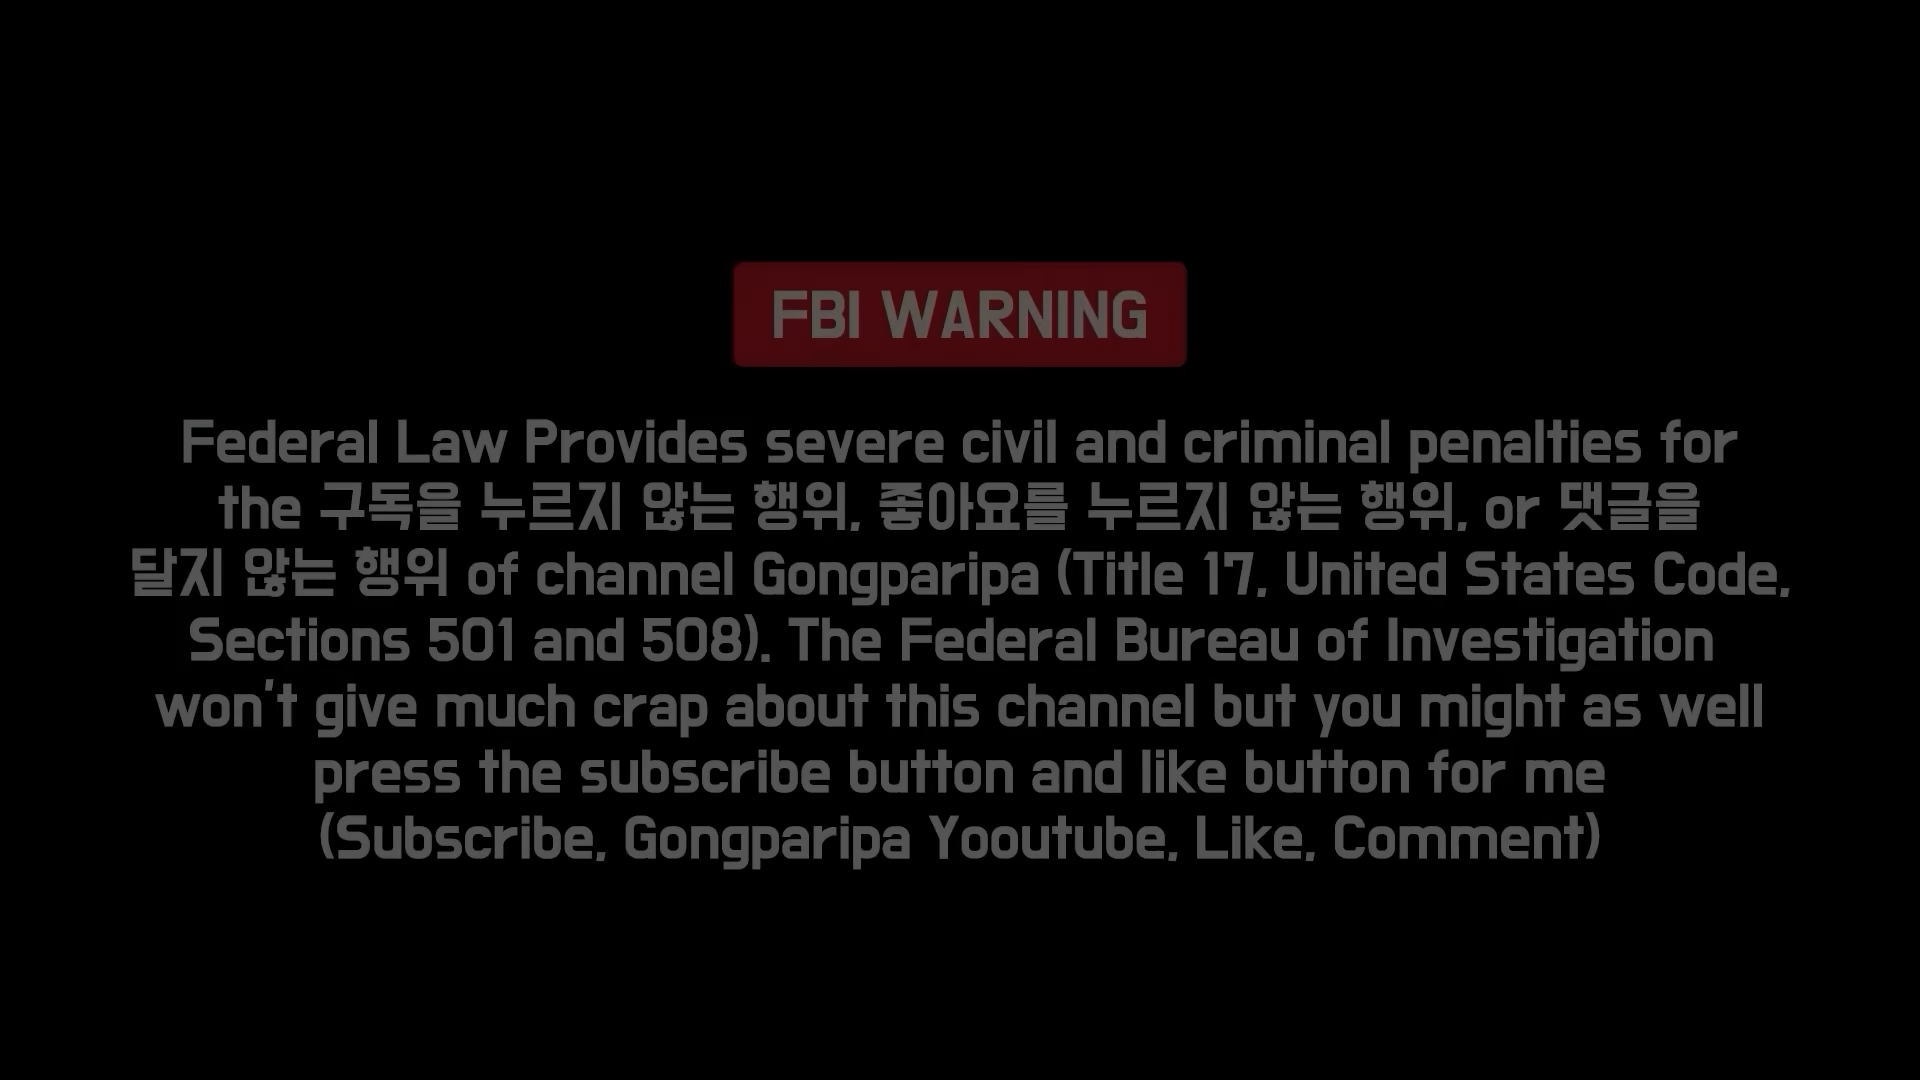 FBI WARNING
Federal Law Provides severe civil and criminal penalties for
the 구독을 누르지 않는 행위, 좋아요를 누르지 않는 행위, or 댓글을
달지 않는 행위 of channel Gongparipa (Title 17, United States Code,
Sections 501 and 508). The Federal Bureau of Investigation
won't give much crap about this channel but you might as well
press the subscribe button and like button for me
(Subscribe, Gongparipa Yooutube, Like, Comment)